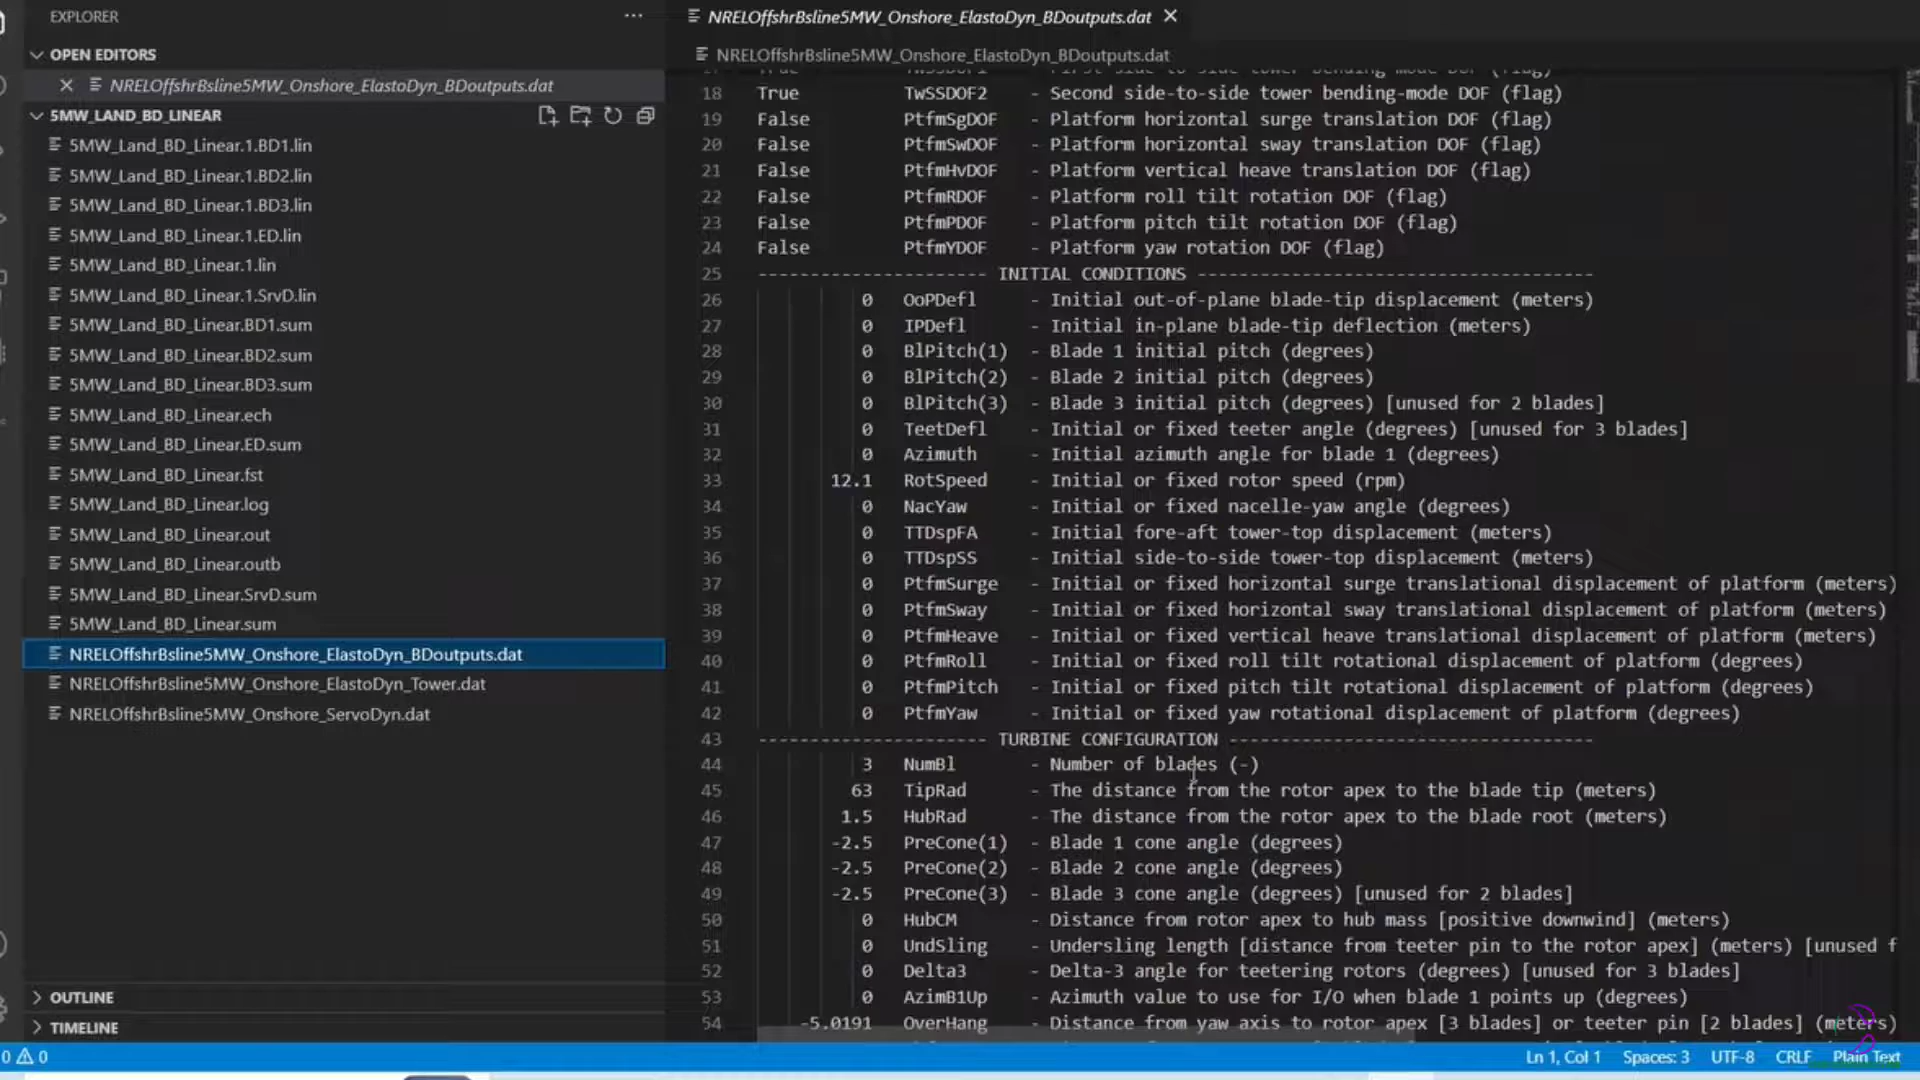 EXPLORER
OPEN EDITORS
NRELOffshrBsline5MW_Onshore_ElastoDyn_BDoutputs.dat
5MW_LAND_BD_LINEAR
5MW_Land_BD_Linear.1.BD1.lin
5MW_Land_BD_Linear.1.BD2.lin
5MW_Land_BD_Linear.1.BD3.lin
5MW_Land_BD_Linear.1.ED.lin
5MW_Land_BD_Linear.1.lin
5MW_Land_BD_Linear.1.SrvD.lin
5MW_Land_BD_Linear.BD1.sum
5MW_Land_BD_Linear.BD2.sum
5MW_Land_BD_Linear.BD3.sum
5MW_Land_BD_Linear.ech
5MW_Land_BD_Linear.ED.sum
5MW_Land_BD_Linear.fst
5MW_Land_BD_Linear.log
5MW_Land_BD_Linear.out
5MW_Land_BD_Linear.outb
5MW_Land_BD_Linear.SrvD.sum
5MW_Land_BD_Linear.sum
NRELOffshrBsline5MW_Onshore_ElastoDyn_BDoutputs.dat
NRELOffshrBsline5MW_Onshore_ElastoDyn_Tower.dat
NRELOffshrBsline5MW_Onshore_ServoDyn.dat
OUTLINE
TIMELINE
NRELOffshrBsline5MW_Onshore_ElastoDyn_BDoutputs.dat
NRELOffshrBsline5MW_Onshore_ElastoDyn_BDoutputs.dat
18 True TwSSDOF2 - Second side-to-side tower bending-mode DOF (flag)
19 False PtfmSgDOF - Platform horizontal surge translation DOF (flag)
20 False PtfmSwDOF - Platform horizontal sway translation DOF (flag)
21 False PtfmHvDOF - Platform vertical heave translation DOF (flag)
22 False PtfmRDOF - Platform roll tilt rotation DOF (flag)
23 False PtfmPDOF - Platform pitch tilt rotation DOF (flag)
24 False PtfmYDOF - Platform yaw rotation DOF (flag)
25 ---------------------- INITIAL CONDITIONS --------------------------------------
26 0 OoPDefl - Initial out-of-plane blade-tip displacement (meters)
27 0 IPDefl - Initial in-plane blade-tip deflection (meters)
28 0 BlPitch(1) - Blade 1 initial pitch (degrees)
29 0 BlPitch(2) - Blade 2 initial pitch (degrees)
30 0 BlPitch(3) - Blade 3 initial pitch (degrees) [unused for 2 blades]
31 0 TeetDefl - Initial or fixed teeter angle (degrees) [unused for 3 blades]
32 0 Azimuth - Initial azimuth angle for blade 1 (degrees)
33 12.1 RotSpeed - Initial or fixed rotor speed (rpm)
34 0 NacYaw - Initial or fixed nacelle-yaw angle (degrees)
35 0 TTDspFA - Initial fore-aft tower-top displacement (meters)
36 0 TTDspSS - Initial side-to-side tower-top displacement (meters)
37 0 PtfmSurge - Initial or fixed horizontal surge translational displacement of platform (meters)
38 0 PtfmSway - Initial or fixed horizontal sway translational displacement of platform (meters)
39 0 PtfmHeave - Initial or fixed vertical heave translational displacement of platform (meters)
40 0 PtfmRoll - Initial or fixed roll tilt rotational displacement of platform (degrees)
41 0 PtfmPitch - Initial or fixed pitch tilt rotational displacement of platform (degrees)
42 0 PtfmYaw - Initial or fixed yaw rotational displacement of platform (degrees)
43 ---------------------- TURBINE CONFIGURATION -----------------------------------
44 3 NumBl - Number of blades (-)
45 63 TipRad - The distance from the rotor apex to the blade tip (meters)
46 1.5 HubRad - The distance from the rotor apex to the blade root (meters)
47 -2.5 PreCone(1) - Blade 1 cone angle (degrees)
48 -2.5 PreCone(2) - Blade 2 cone angle (degrees)
49 -2.5 PreCone(3) - Blade 3 cone angle (degrees) [unused for 2 blades]
50 0 HubCM - Distance from rotor apex to hub mass [positive downwind] (meters)
51 0 UndSling - Undersling length [distance from teeter pin to the rotor apex] (meters) [unused f
52 0 Delta3 - Delta-3 angle for teetering rotors (degrees) [unused for 3 blades]
53 0 AzimB1Up - Azimuth value to use for I/O when blade 1 points up (degrees)
54 -5.0191 OverHang - Distance from yaw axis to rotor apex [3 blades] or teeter pin [2 blades] (meters)
0 0 Ln 1, Col 1 Spaces: 3 UTF-8 CRLF Plain Text